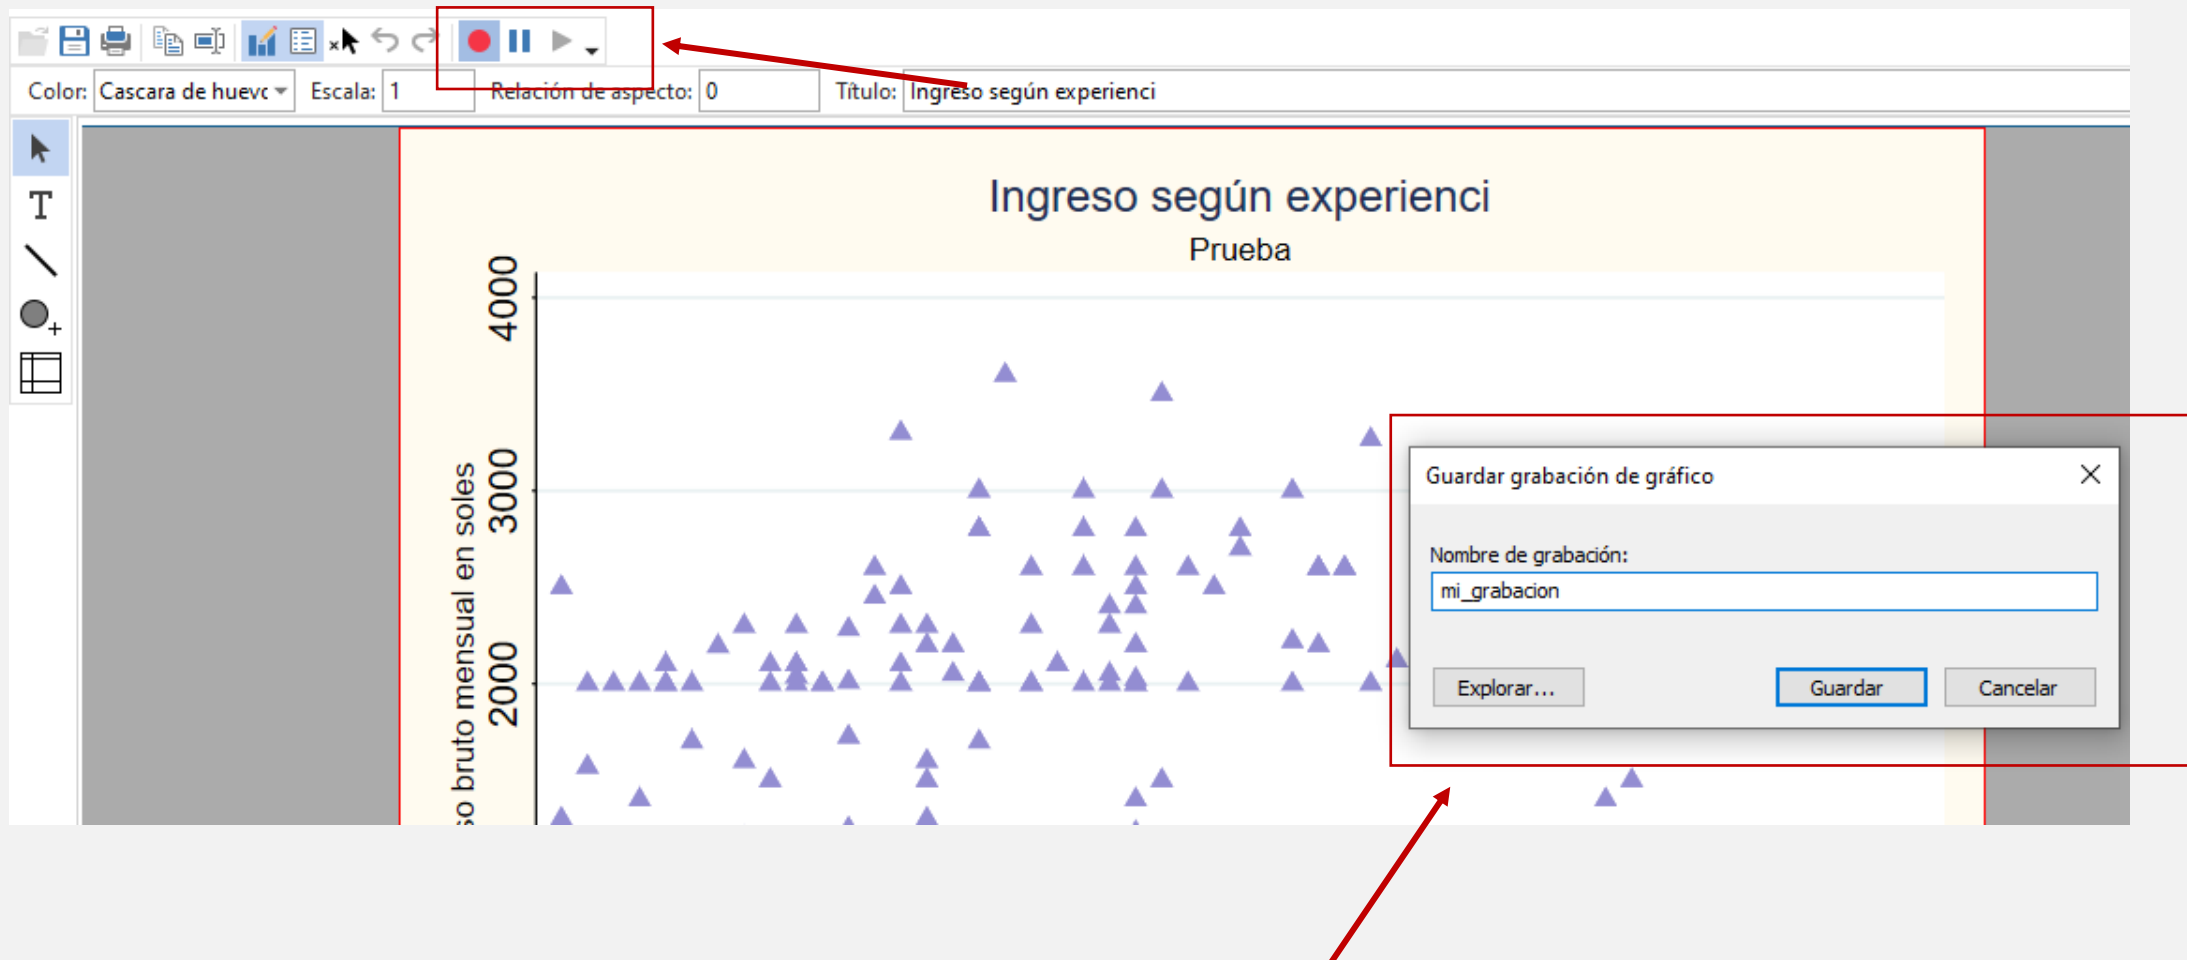 Color: Cascara de huevo Escala: 1 Relación de aspecto: 0 Título: Ingreso según experienci
T
Ingreso según experienci
Prueba
4000
3000
2000
so bruto mensual en soles
Guardar grabación de gráfico
Nombre de grabación:
mi_grabacion
Explorar... Guardar Cancelar